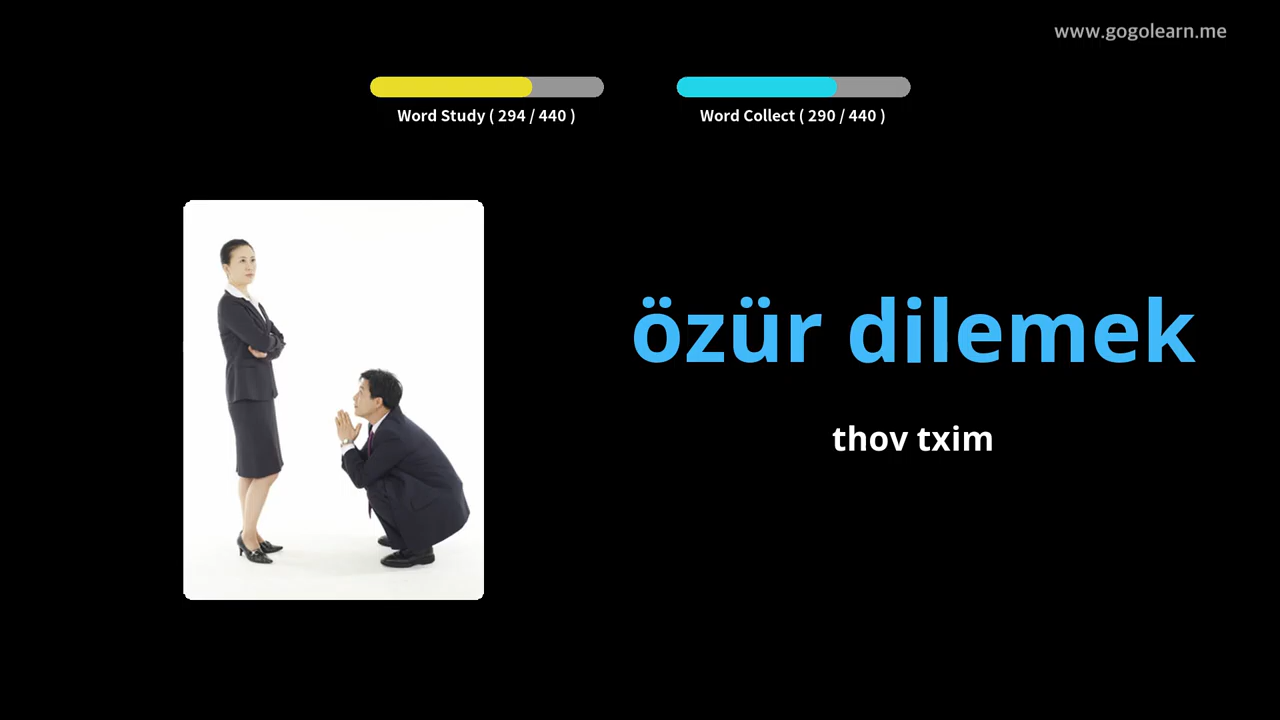 www.gogolearn.me
Word Study ( 294 / 440 )
Word Collect ( 290 / 440 )
özür dilemek
thov txim